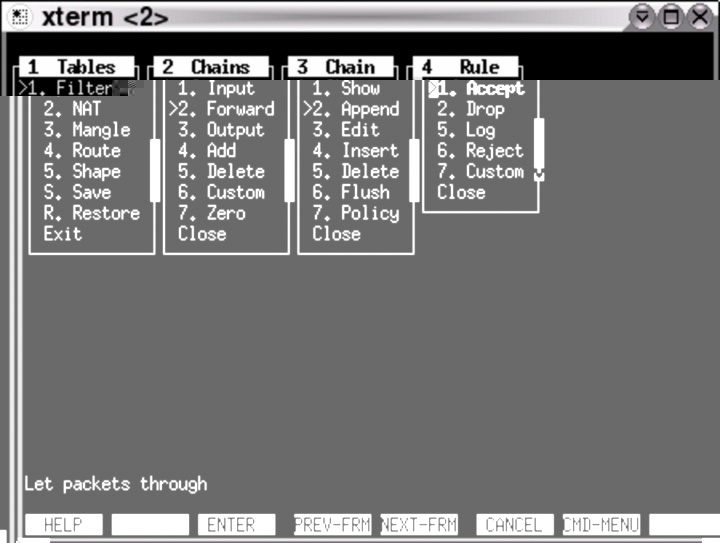 xterm <2>
1 Tables
>1. Filter ->
2. NAT
3. Mangle
4. Route
5. Shape
S. Save
R. Restore
Exit
2 Chains
1. Input
>2. Forward
3. Output
4. Add
5. Delete
6. Custom
7. Zero
Close
3 Chain
1. Show
>2. Append
3. Edit
4. Insert
5. Delete
6. Flush
7. Policy
Close
4 Rule
>1. Accept
2. Drop
5. Log
6. Reject
7. Custom
Close
Let packets through
HELP ENTER PREV-FRM NEXT-FRM CANCEL CMD-MENU